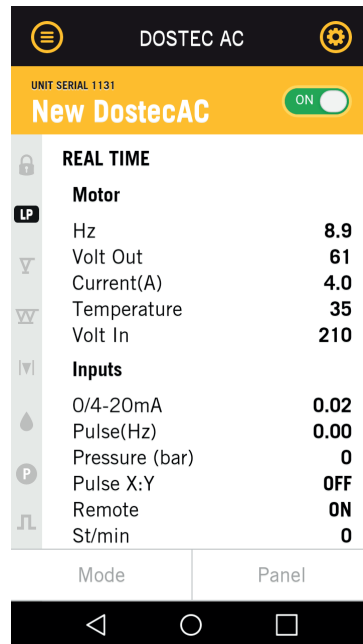 DOSTEC AC
UNIT SERIAL 1131
New DostecAC
ON
REAL TIME
Motor
LP
Hz 8.9
Volt Out 61
Current(A) 4.0
Temperature 35
Volt In 210
Inputs
0/4-20mA 0.02
Pulse(Hz) 0.00
Pressure (bar) 0
P
Pulse X:Y OFF
Remote ON
St/min 0
Mode Panel